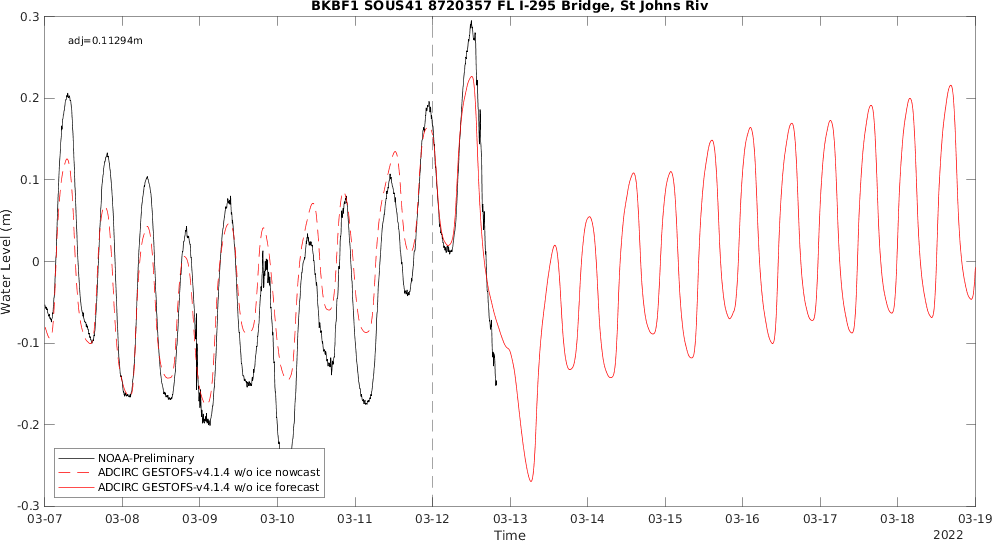 BKBF1 SOUS41 8720357 FL I-295 Bridge, St Johns Riv
0.3
adj=0.11294m
0.2
0.1
0
-0.1
-0.2
-0.3
Water Level (m)
NOAA-Preliminary
ADCIRC GESTOFS-v4.1.4 w/o ice nowcast
ADCIRC GESTOFS-v4.1.4 w/o ice forecast
03-07 03-08 03-09 03-10 03-11 03-12 03-13 03-14 03-15 03-16 03-17 03-18 03-19
Time
2022